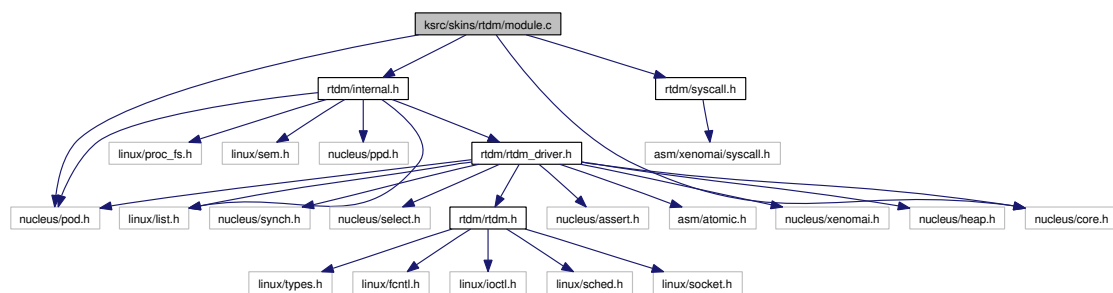 ksrc/skins/rtdm/module.c
rtdm/internal.h
rtdm/syscall.h
linux/proc_fs.h
linux/sem.h
nucleus/ppd.h
rtdm/rtdm_driver.h
asm/xenomai/syscall.h
nucleus/pod.h
linux/list.h
nucleus/synch.h
nucleus/select.h
rtdm/rtdm.h
nucleus/assert.h
asm/atomic.h
nucleus/xenomai.h
nucleus/heap.h
nucleus/core.h
linux/types.h
linux/fcntl.h
linux/ioctl.h
linux/sched.h
linux/socket.h